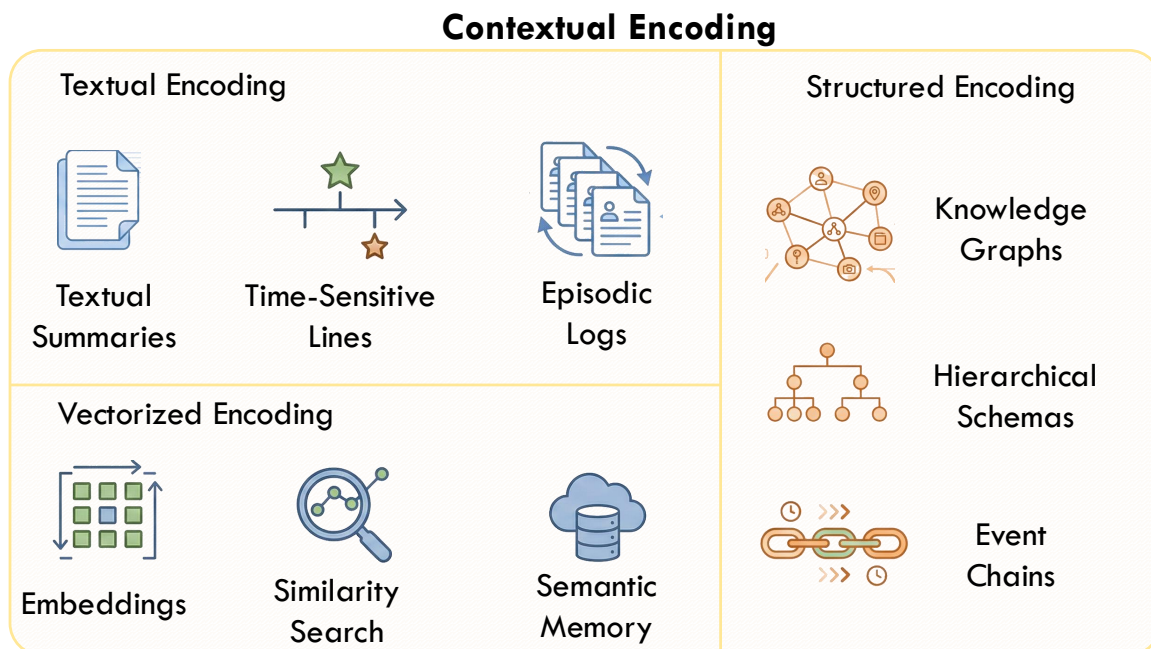 Contextual Encoding
Textual Encoding
Textual
Summaries
Time-Sensitive
Lines
Episodic
Logs
Vectorized Encoding
Embeddings
Similarity
Search
Semantic
Memory
Structured Encoding
Knowledge
Graphs
Hierarchical
Schemas
Event
Chains